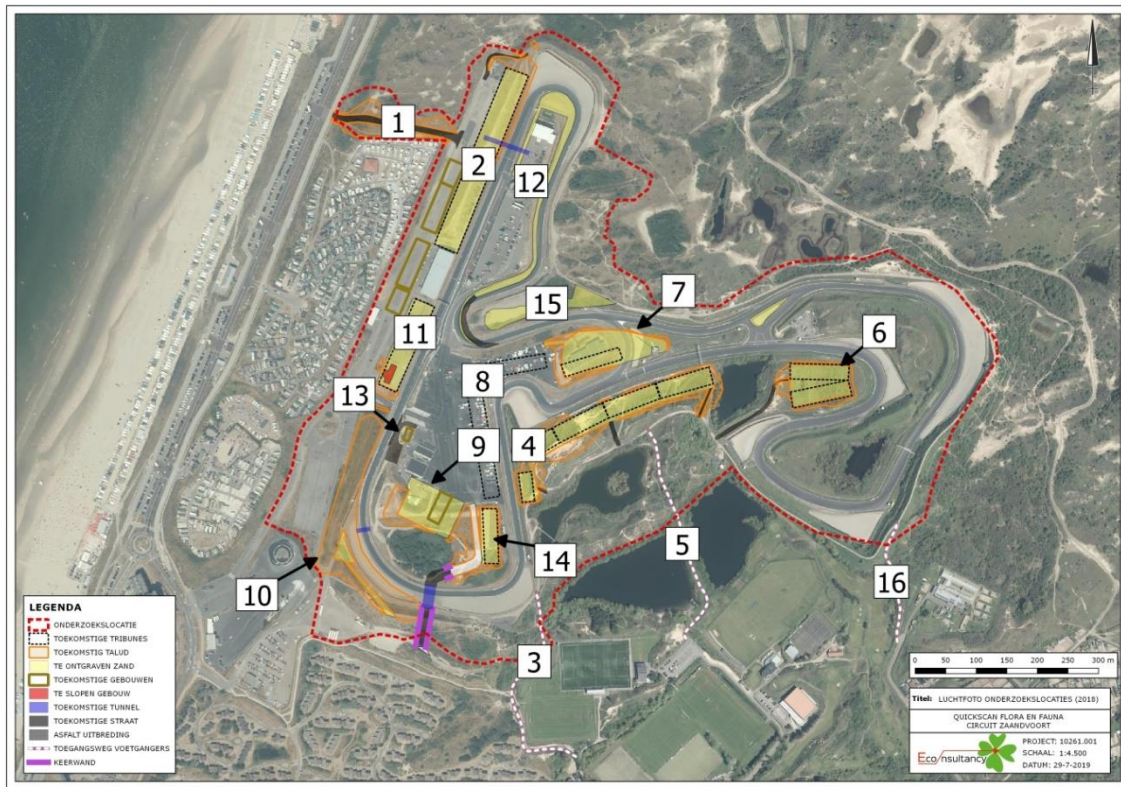 1
2
12
15
7
11
6
8
13
4
9
5
14
10
16
3
LEGENDA
ONDERZOEKSLOCATIE
TOEKOMSTIGE TRIBUNES
TOEKOMSTIG TALUD
TE ONTGRAVEN ZAND
TOEKOMSTIGE GEBOUWEN
TE SLOPEN GEBOUW
TOEKOMSTIGE TUNNEL
TOEKOMSTIGE STRAAT
ASFALT UITBREDING
TOEGANGSWEG VOETGANGERS
KEERWAND
0 50 100 150 200 250 300 m
Titel: LUCHTFOTO ONDERZOEKSLOCATIES (2018)
QUICKSCAN FLORA EN FAUNA
CIRCUIT ZAANDVOORT
Econsultancy
PROJECT: 10261.001
SCHAAL: 1:4.500
DATUM: 29-7-2019